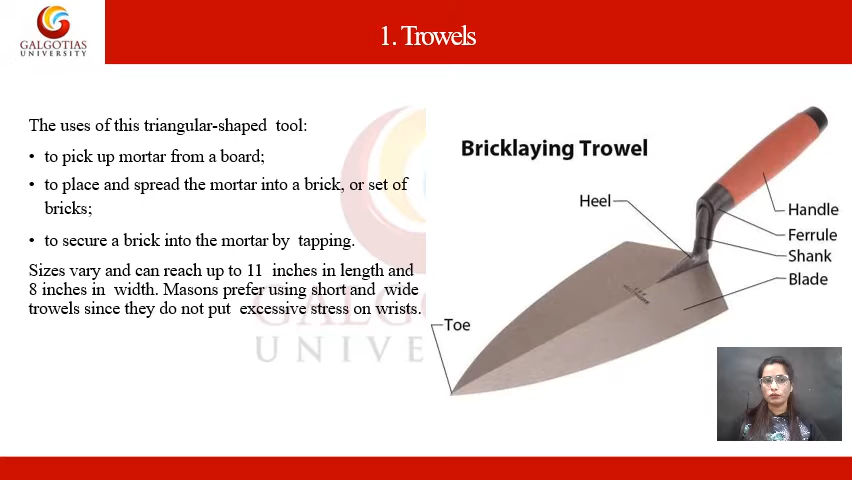 GALGOTIAS
UNIVERSITY
1. Trowels
The uses of this triangular-shaped tool:
• to pick up mortar from a board;
• to place and spread the mortar into a brick, or set of
bricks;
• to secure a brick into the mortar by tapping.
Sizes vary and can reach up to 11 inches in length and
8 inches in width. Masons prefer using short and wide
trowels since they do not put excessive stress on wrists.
Bricklaying Trowel
Heel
Handle
Ferrule
Shank
Blade
Toe